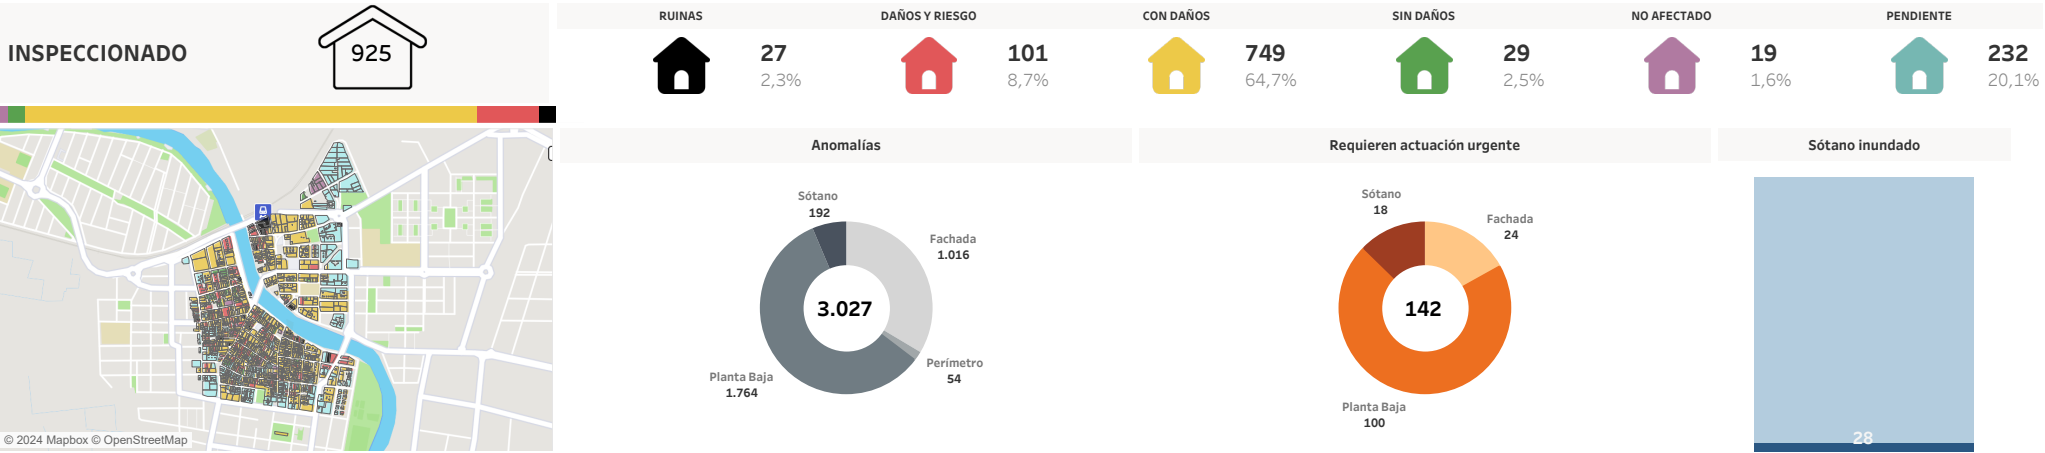 INSPECCIONADO
925
RUINAS
27
2,3%
DAÑOS Y RIESGO
101
8,7%
CON DAÑOS
749
64,7%
SIN DAÑOS
29
2,5%
NO AFECTADO
19
1,6%
PENDIENTE
232
20,1%
© 2024 Mapbox © OpenStreetMap
Anomalías
Sótano
192
Fachada
1.016
3.027
Perímetro
54
Planta Baja
1.764
Requieren actuación urgente
Sótano
18
Fachada
24
142
Planta Baja
100
Sótano inundado
28